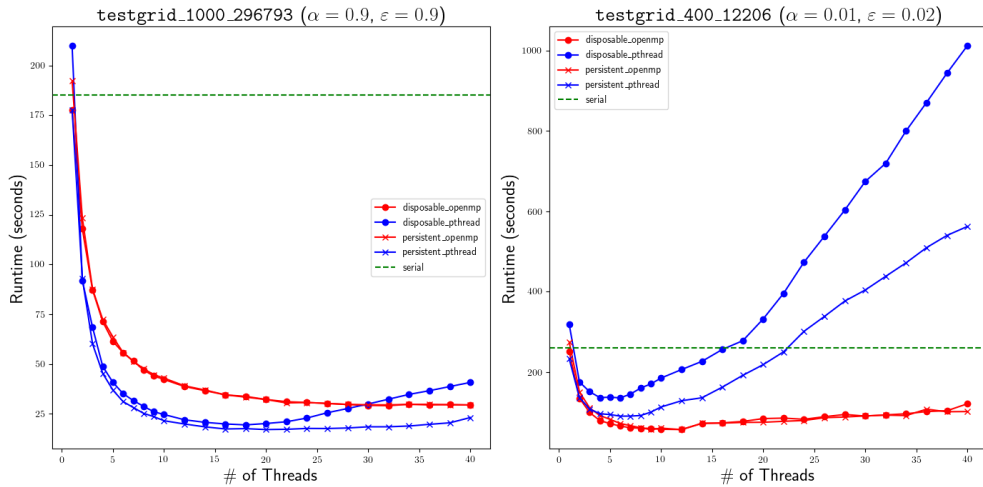 testgrid_1000_296793 (α = 0.9, ε = 0.9)
200
175
150
125
100
75
50
25
0
5
10
15
20
25
30
35
40
Runtime (seconds)
# of Threads
disposable_openmp
disposable_pthread
persistent_openmp
persistent_pthread
serial
testgrid_400_12206 (α = 0.01, ε = 0.02)
1000
800
600
400
200
0
5
10
15
20
25
30
35
40
Runtime (seconds)
# of Threads
disposable_openmp
disposable_pthread
persistent_openmp
persistent_pthread
serial